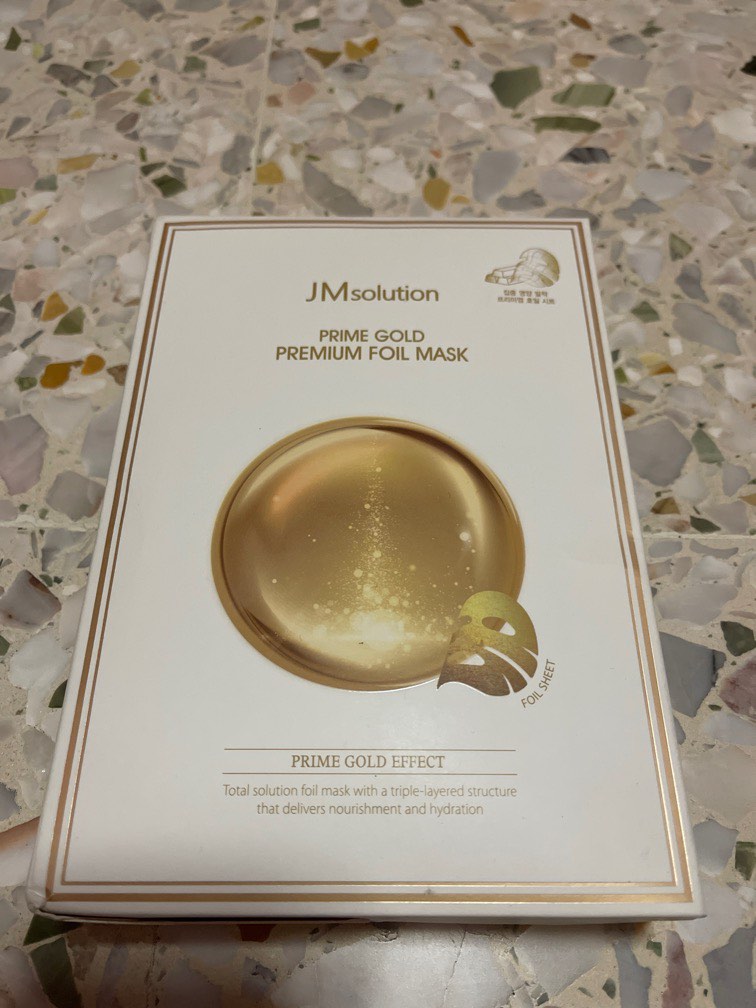 JMsolution
PRIME GOLD
PREMIUM FOIL MASK
FOIL SHEET
PRIME GOLD EFFECT
Total solution foil mask with a triple-layered structure
that delivers nourishment and hydration